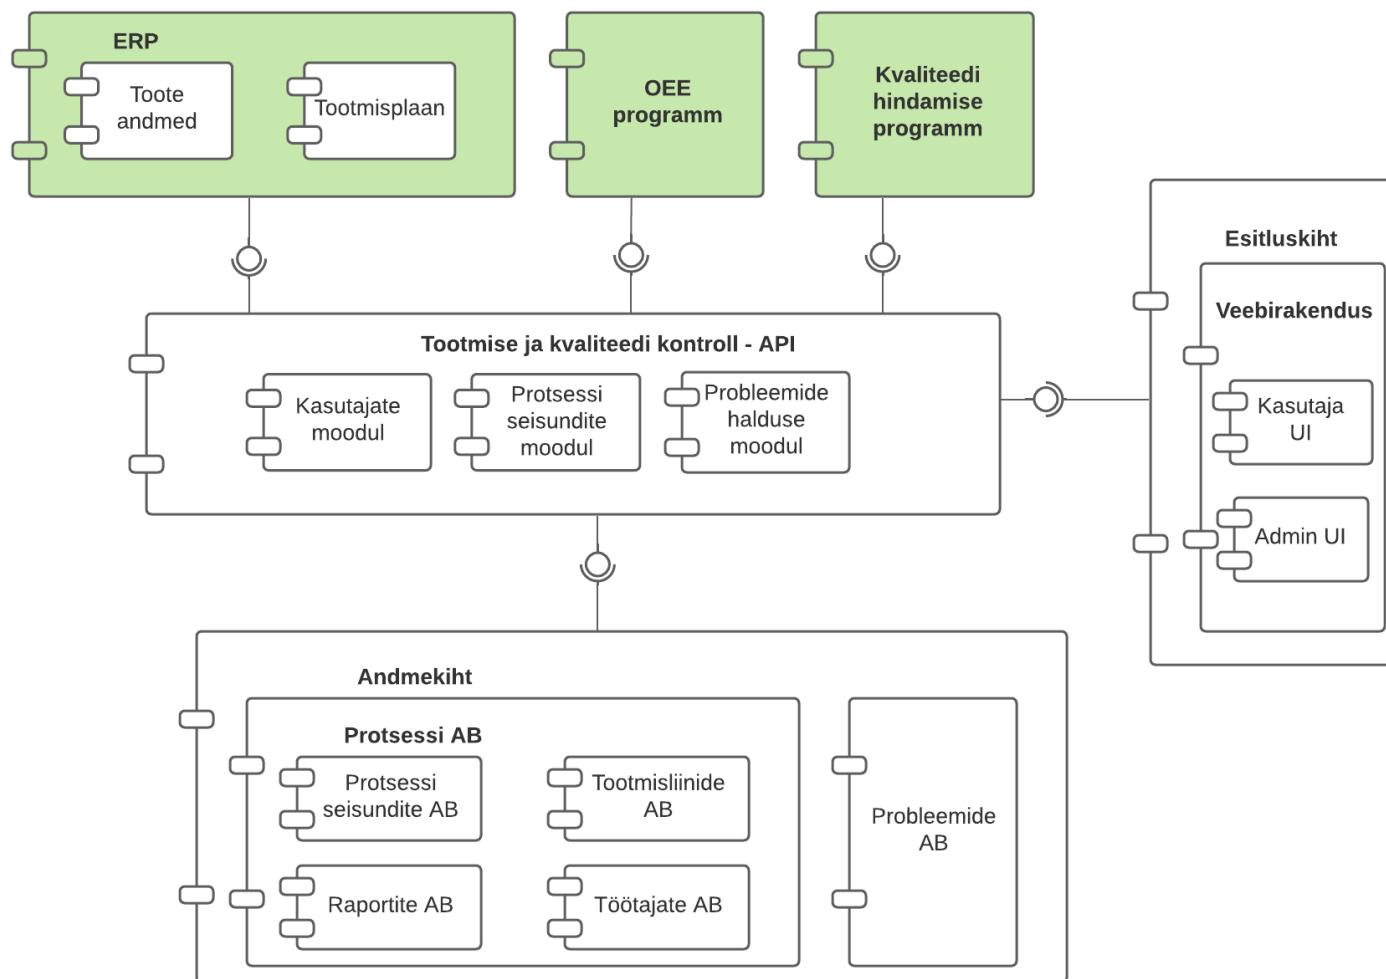 ERP
Toote
andmed
Tootmisplaan
OEE
programm
Kvaliteedi
hindamise
programm
Esitluskiht
Veebirakendus
Kasutaja
UI
Admin UI
Tootmise ja kvaliteedi kontroll - API
Kasutajate
moodul
Protsessi
seisundite
moodul
Probleemide
halduse
moodul
Andmekiht
Protsessi AB
Protsessi
seisundite AB
Tootmisliinide
AB
Raportite AB
Töötajate AB
Probleemide
AB